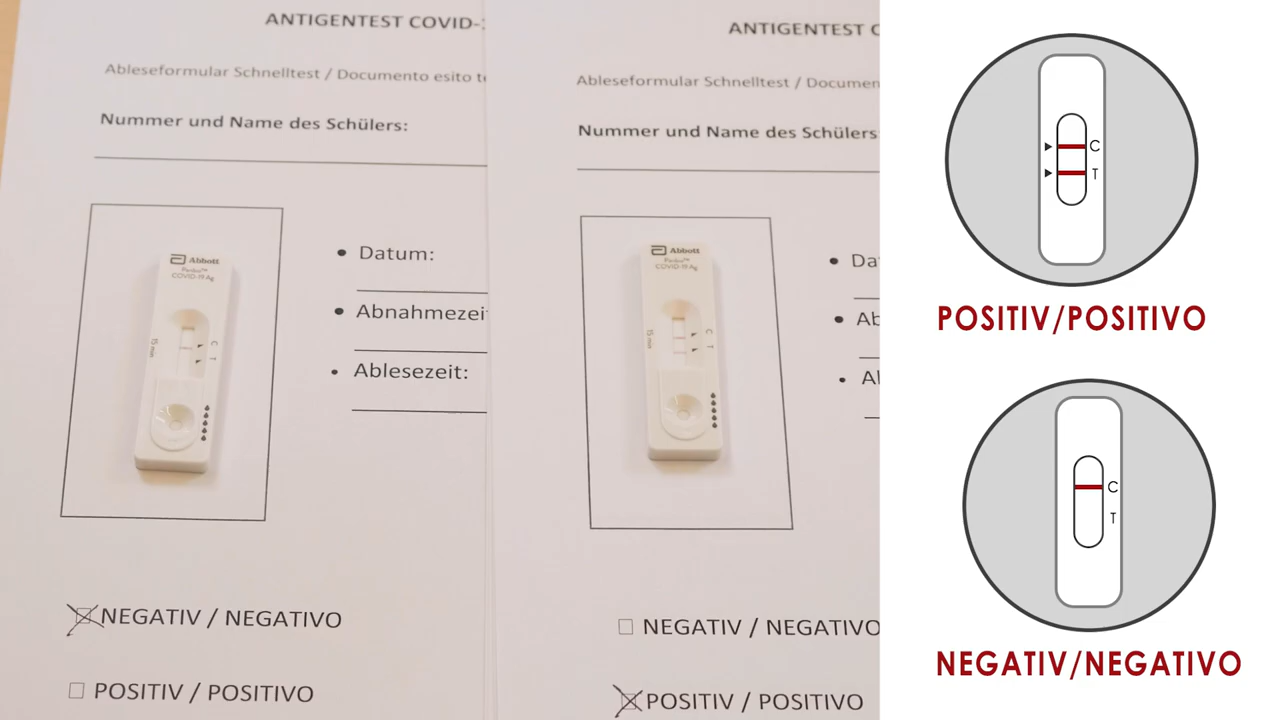 ANTIGENTEST COVID-
Ableseformular Schnelltest / Documento esito
Nummer und Name des Schülers:
Abbott
Panbio™
COVID-19 Ag
C
T
15 min
• Datum:
• Abnahmezei
• Ablesezeit:
NEGATIV / NEGATIVO
POSITIV / POSITIVO
ANTIGENTEST C
Ableseformular Schnelltest / Documen
Nummer und Name des Schülers:
Abbott
Panbio™
COVID-19 Ag
C
T
15 min
• Da
• Ab
NEGATIV / NEGATIVO
POSITIV / POSITIVO
C
T
POSITIV/POSITIVO
C
T
NEGATIV/NEGATIVO